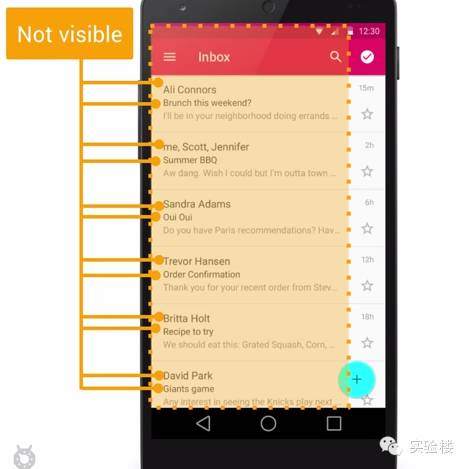 Not visible
12:30
Inbox
Ali Connors
15m
Brunch this weekend?
I'll be in your neighborhood doing errands ...
me, Scott, Jennifer
2h
Summer BBQ
Aw dang. Wish I could but I'm outta town ...
Sandra Adams
6h
Oui Oui
Do you have Paris recommendations? Hav...
Trevor Hansen
12h
Order Confirmation
Thank you for your recent order from Stev...
Britta Holt
18h
Recipe to try
We should eat this: Grated Squash, Corn, ...
David Park
Giants game
Any interest in seeing the Knicks play next ...
实验楼